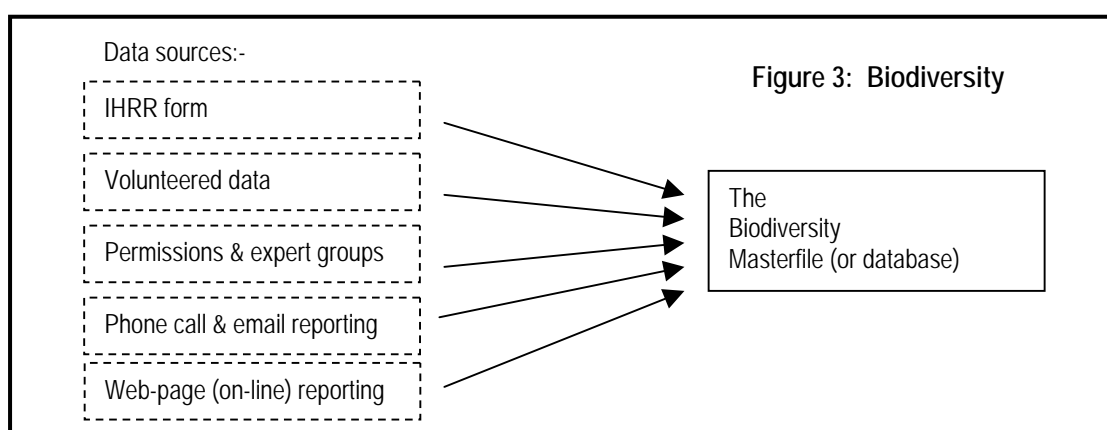 Data sources:-
Figure 3: Biodiversity
IHRR form
Volunteered data
Permissions & expert groups
Phone call & email reporting
Web-page (on-line) reporting
The
Biodiversity
Masterfile (or database)